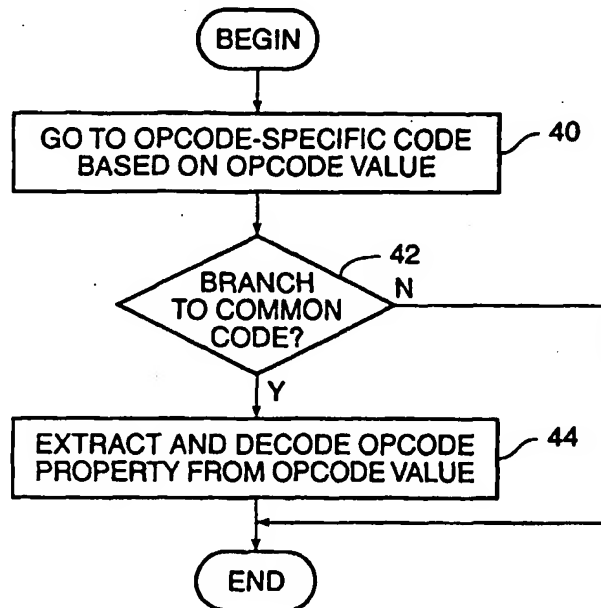 BEGIN
GO TO OPCODE-SPECIFIC CODE
BASED ON OPCODE VALUE
40
42
BRANCH
TO COMMON
CODE?
N
Y
EXTRACT AND DECODE OPCODE
PROPERTY FROM OPCODE VALUE
44
END